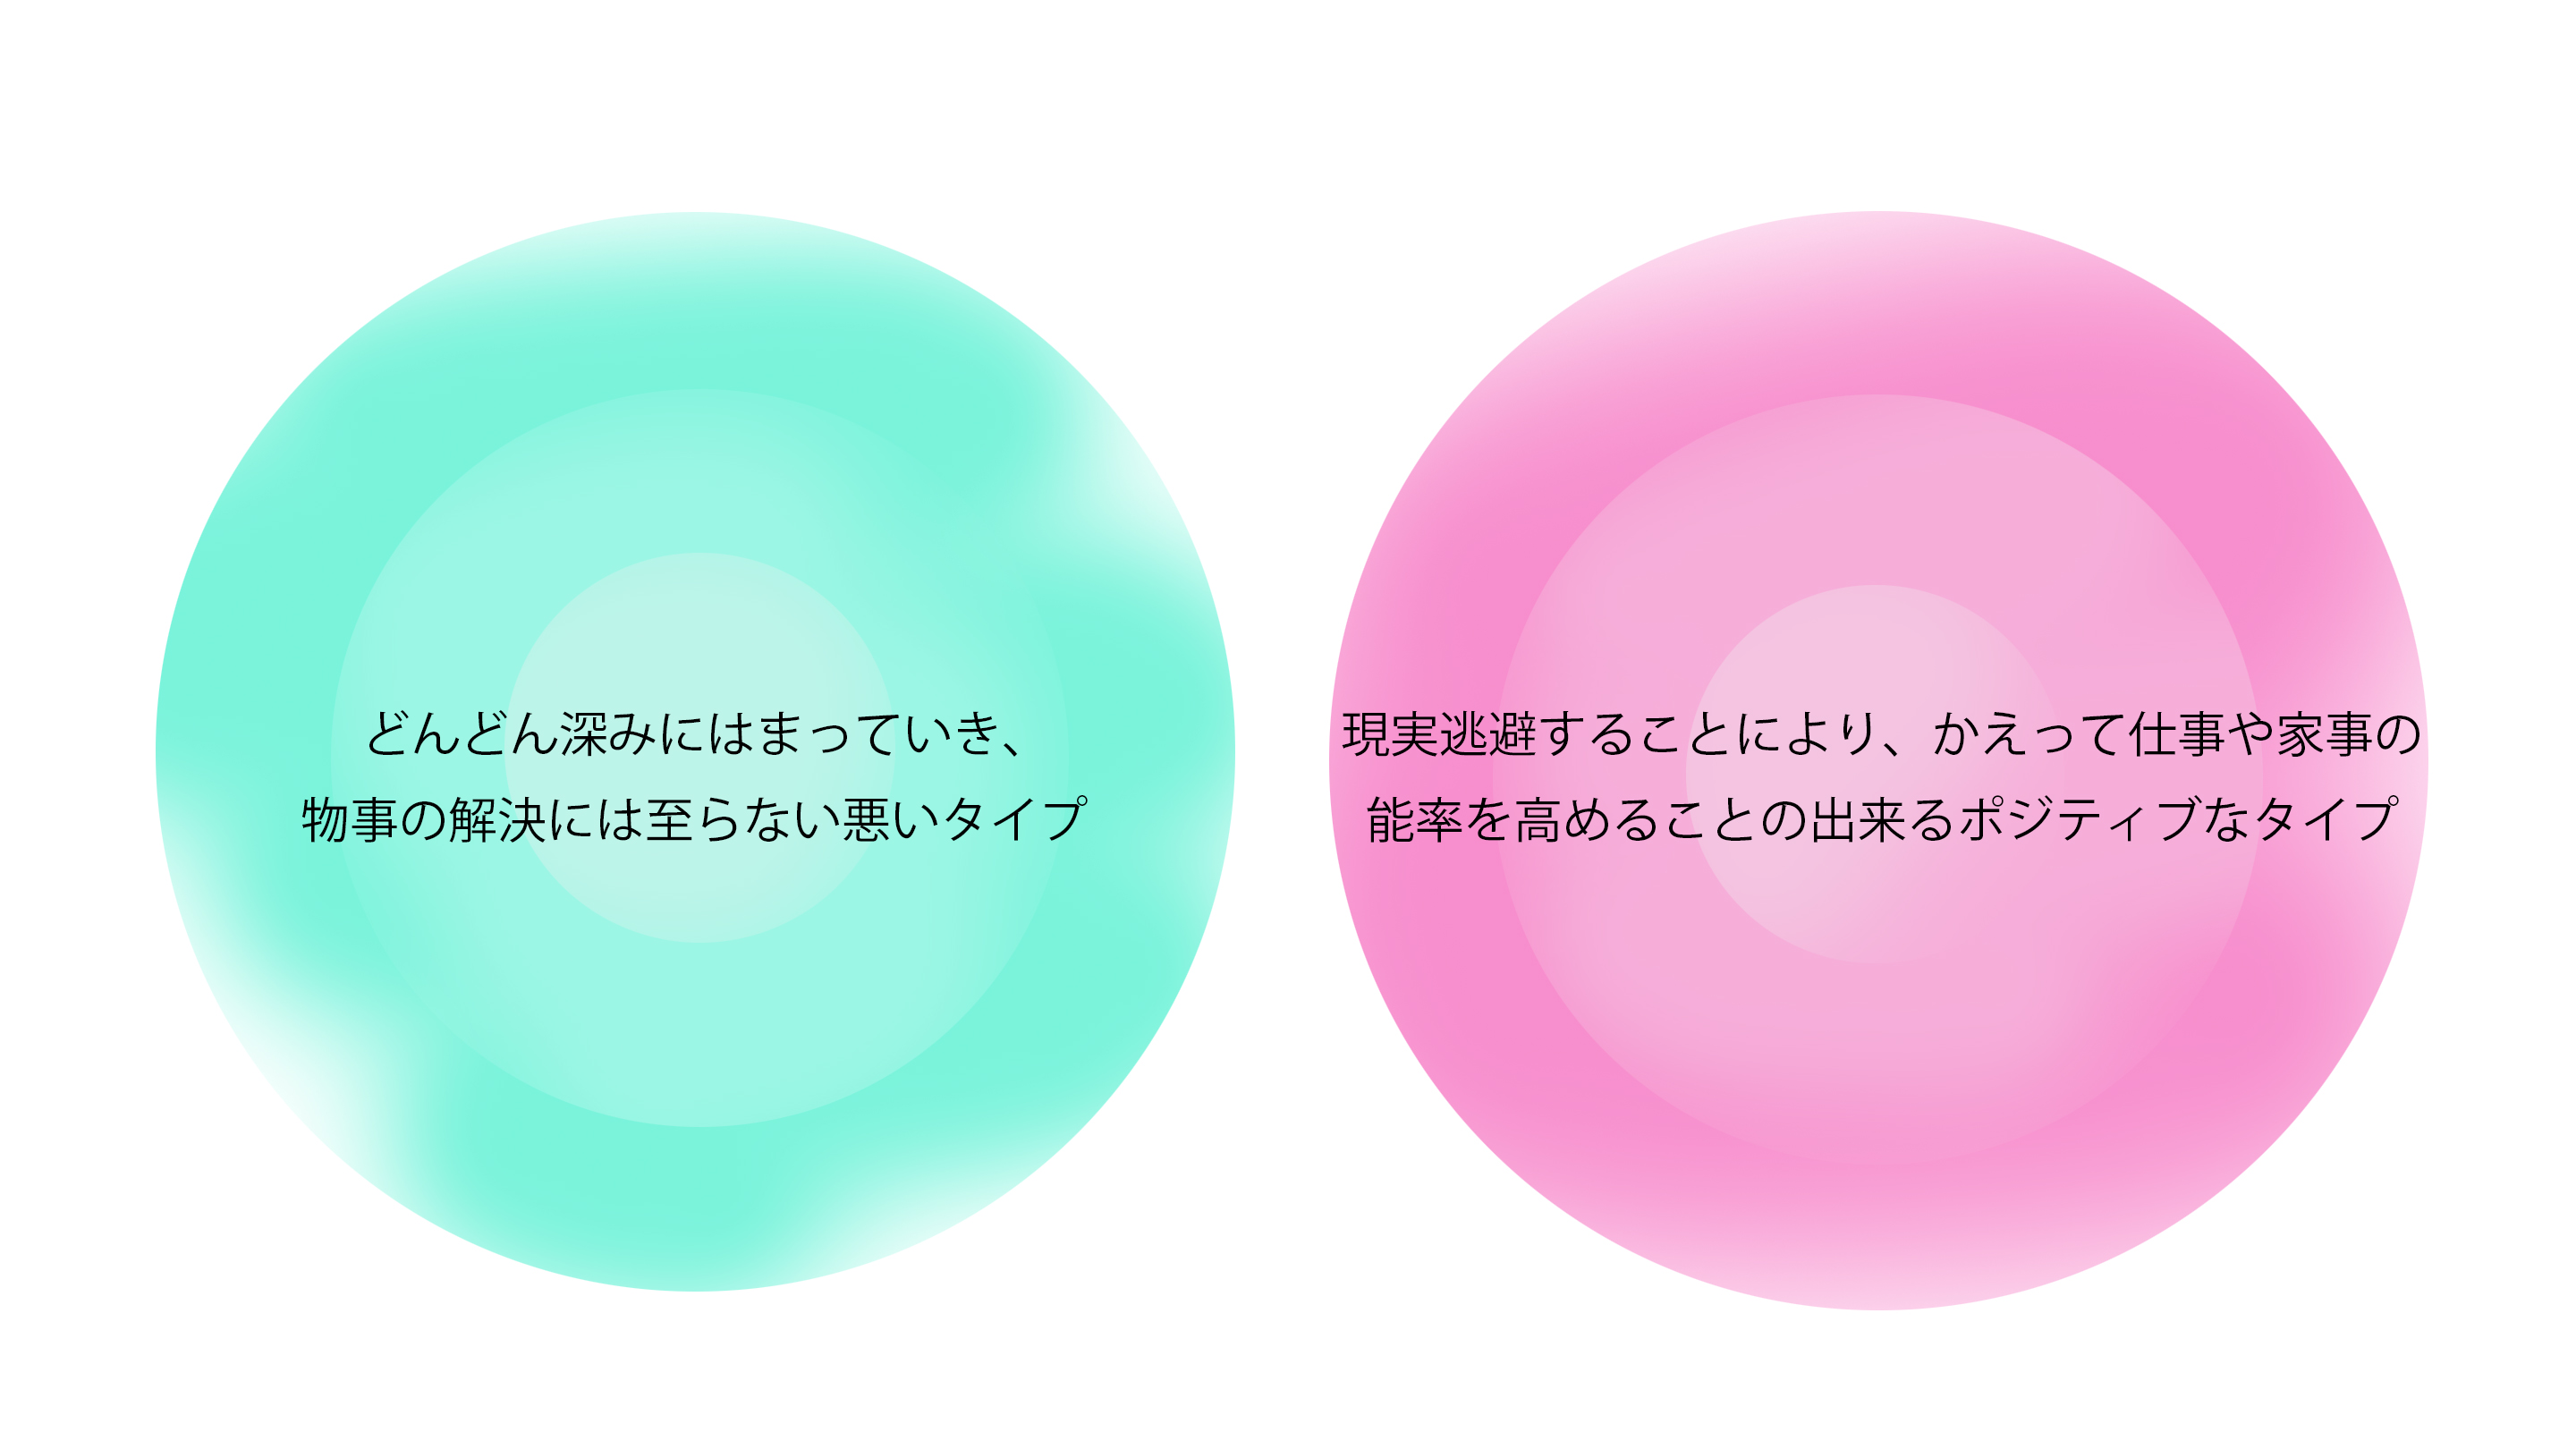 どんどん深みにはまっていき、
物事の解決には至らない悪いタイプ
現実逃避することにより、かえって仕事や家事の
能率を高めることの出来るポジティブなタイプ